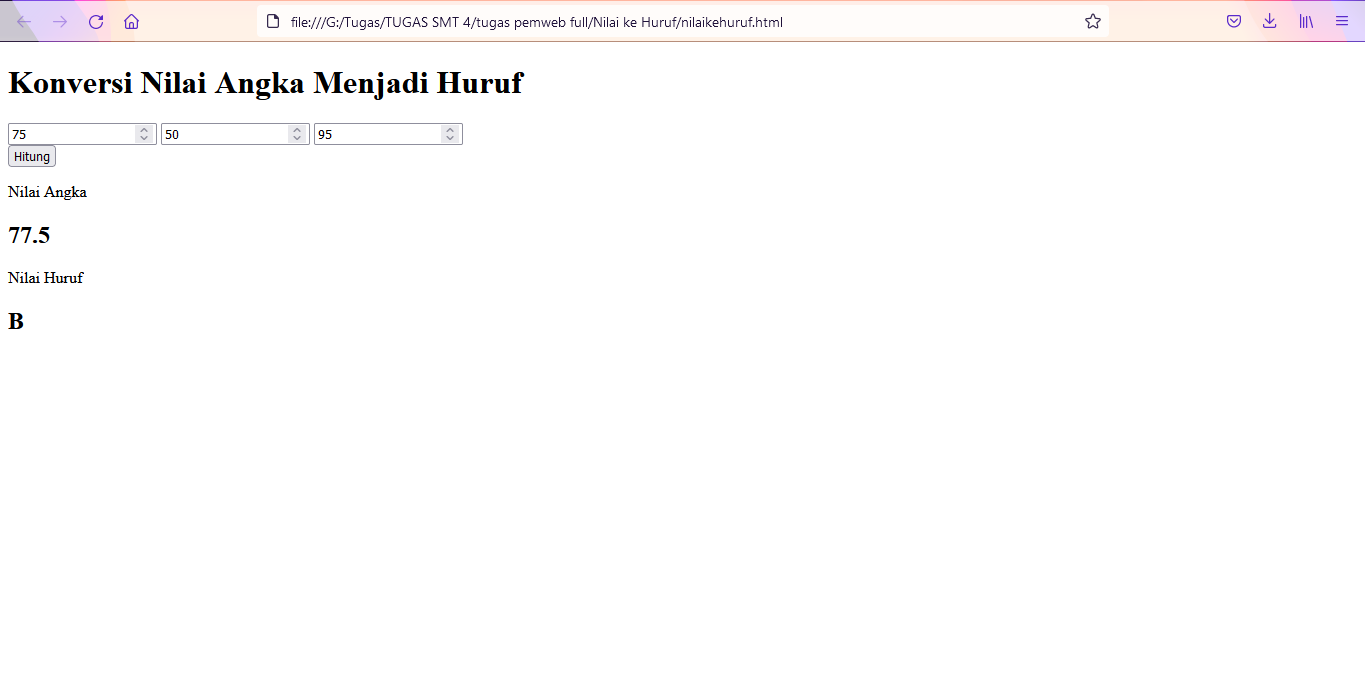 file:///G:/Tugas/TUGAS SMT 4/tugas pemweb full/Nilai ke Huruf/nilaikehuruf.html
Konversi Nilai Angka Menjadi Huruf
75 50 95
Hitung
Nilai Angka
77.5
Nilai Huruf
B